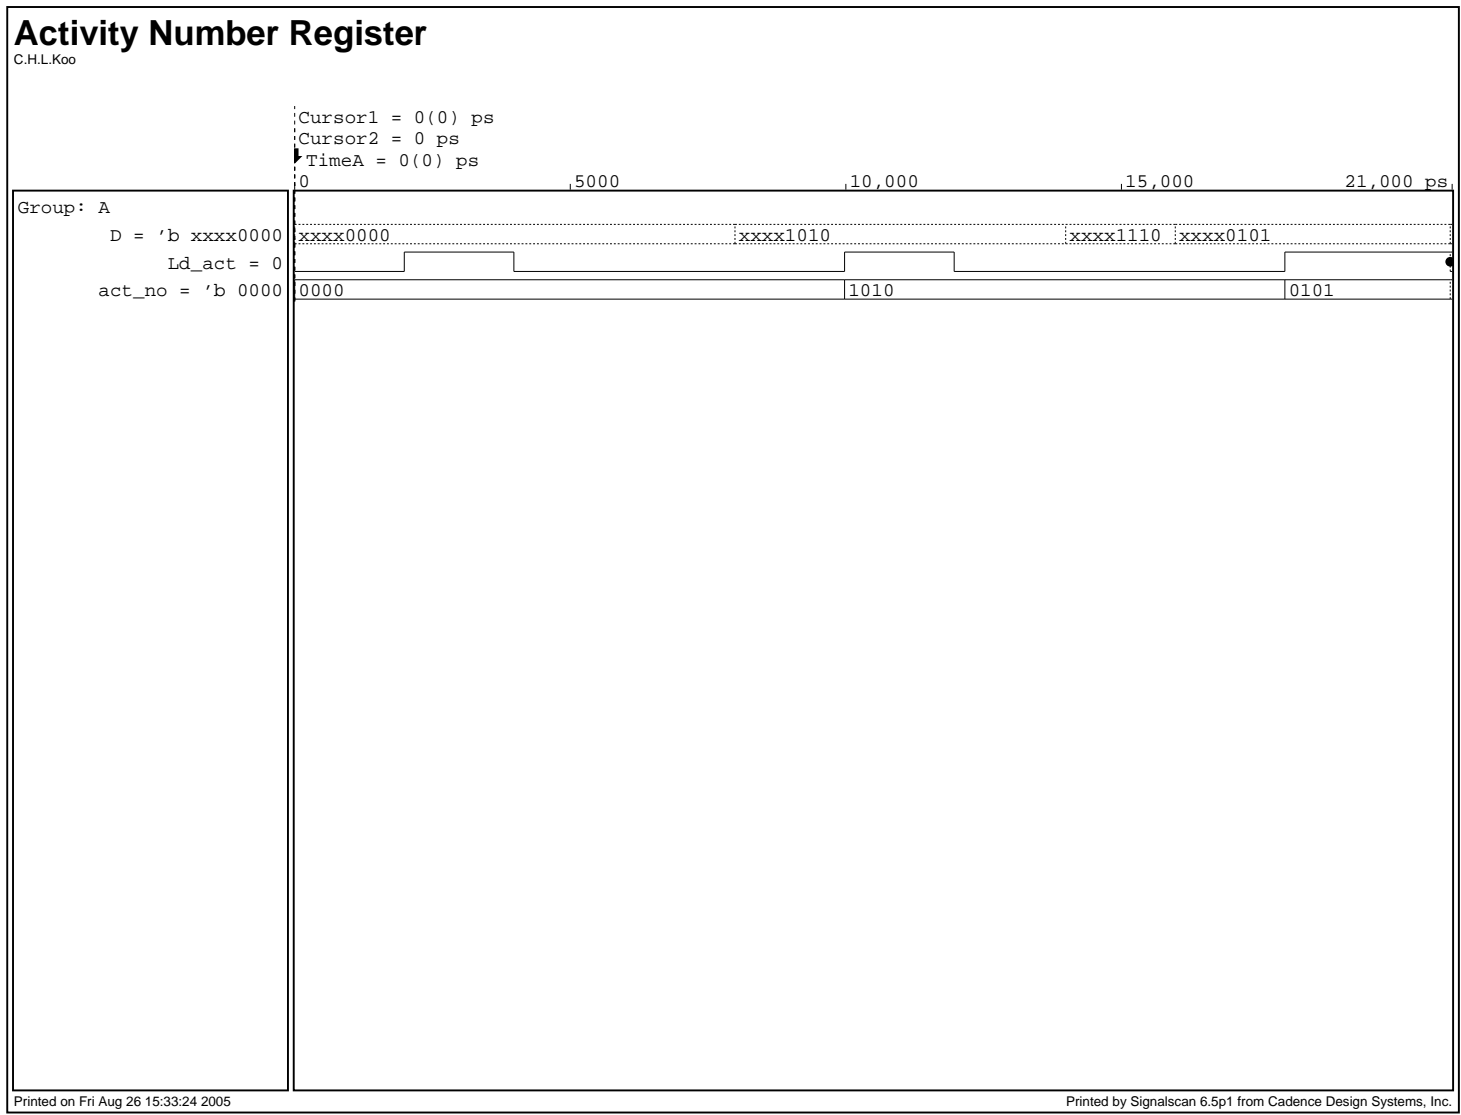 Activity Number Register
C.H.L.Koo
Cursor1 = 0(0) ps
Cursor2 = 0 ps
TimeA = 0(0) ps
0 5000 10,000 15,000 21,000 ps
Group: A
D = ’b xxxx0000 xxxx0000 xxxx1010 xxxx1110 xxxx0101
Ld_act = 0
act_no = ’b 0000 0000 1010 0101
Printed on Fri Aug 26 15:33:24 2005 Printed by Signalscan 6.5p1 from Cadence Design Systems, Inc.